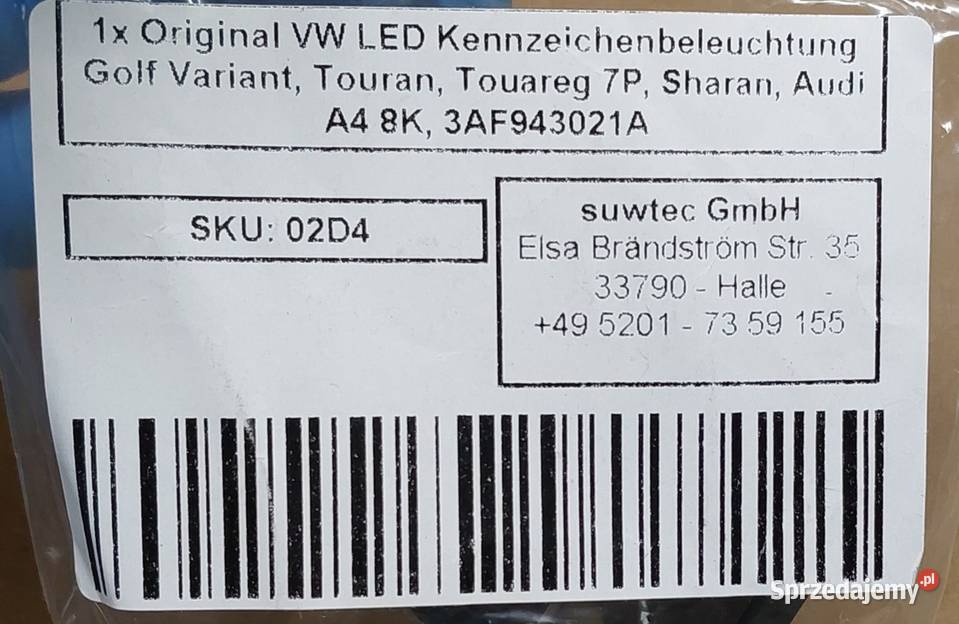 1x Original VW LED Kennzeichenbeleuchtung
Golf Variant, Touran, Touareg 7P, Sharan, Audi
A4 8K, 3AF943021A
SKU: 02D4
suwtec GmbH
Elsa Brändström Str. 35
33790 - Halle -
+49 5201 - 73 59 155
Sprzedajemy.pl